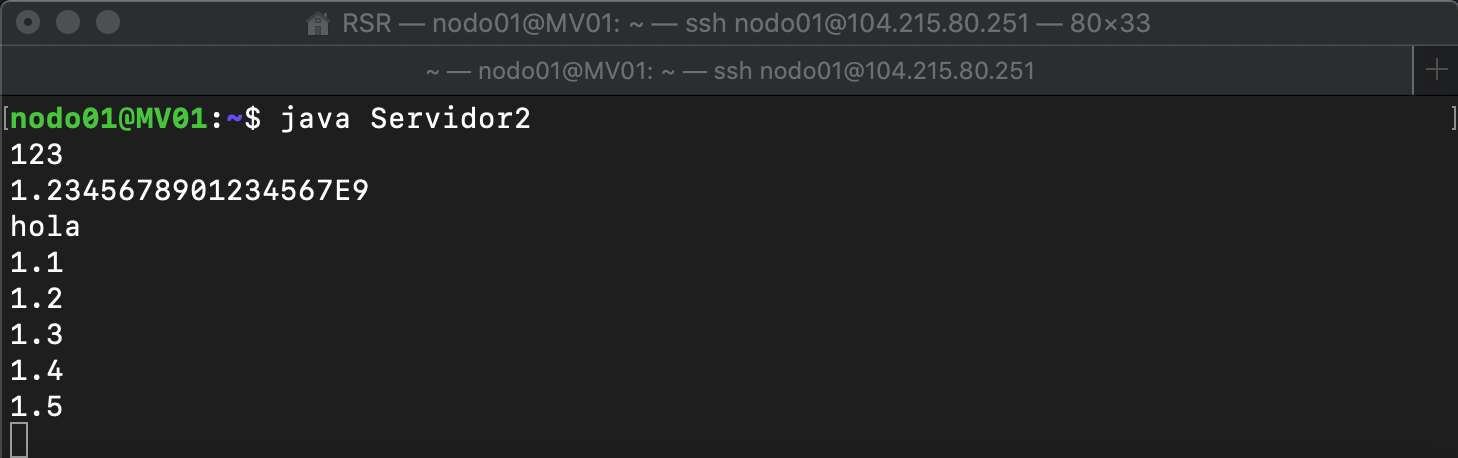 RSR — nodo01@MV01: ~ — ssh nodo01@104.215.80.251 — 80×33
~ — nodo01@MV01: ~ — ssh nodo01@104.215.80.251
[nodo01@MV01:~$ java Servidor2 ]
123
1.2345678901234567E9
hola
1.1
1.2
1.3
1.4
1.5